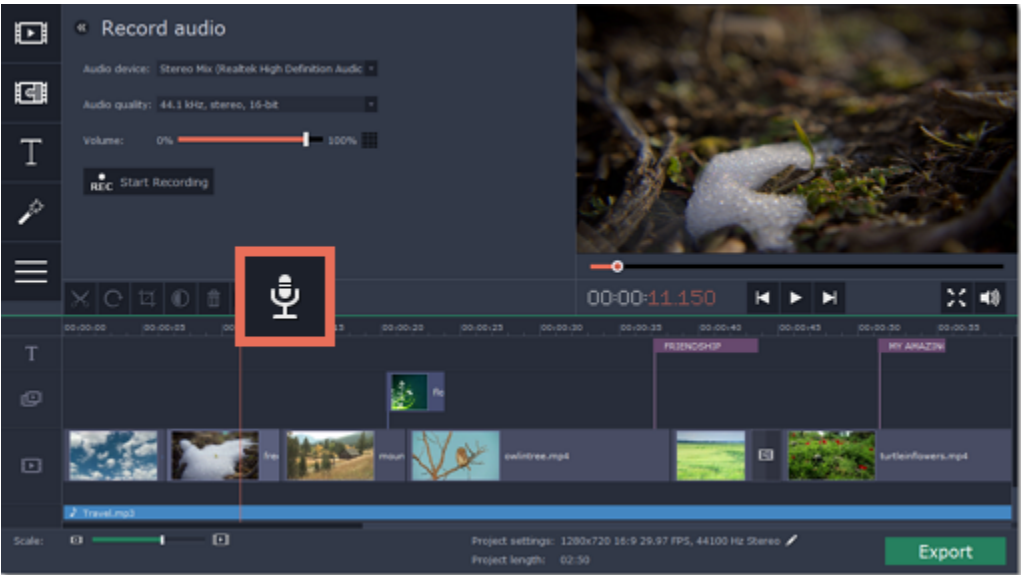 « Record audio
Audio device: Stereo Mix (Realtek High Definition Audic
Audio quality: 44.1 kHz, stereo, 16-bit
Volume: 0% 100%
REC Start Recording
00:00:11.150
00:00:00 00:00:05 00:00:20 00:00:25 00:00:30 00:00:35 00:00:40 00:00:45 00:00:50 00:00:55
T FRIENDSHIP MY AMAZIN
moun owlintree.mp4 turtleinflowers.mp4
Travel.mp3
Scale:
Project settings: 1280x720 16:9 29.97 FPS, 44100 Hz Stereo
Project length: 02:50
Export